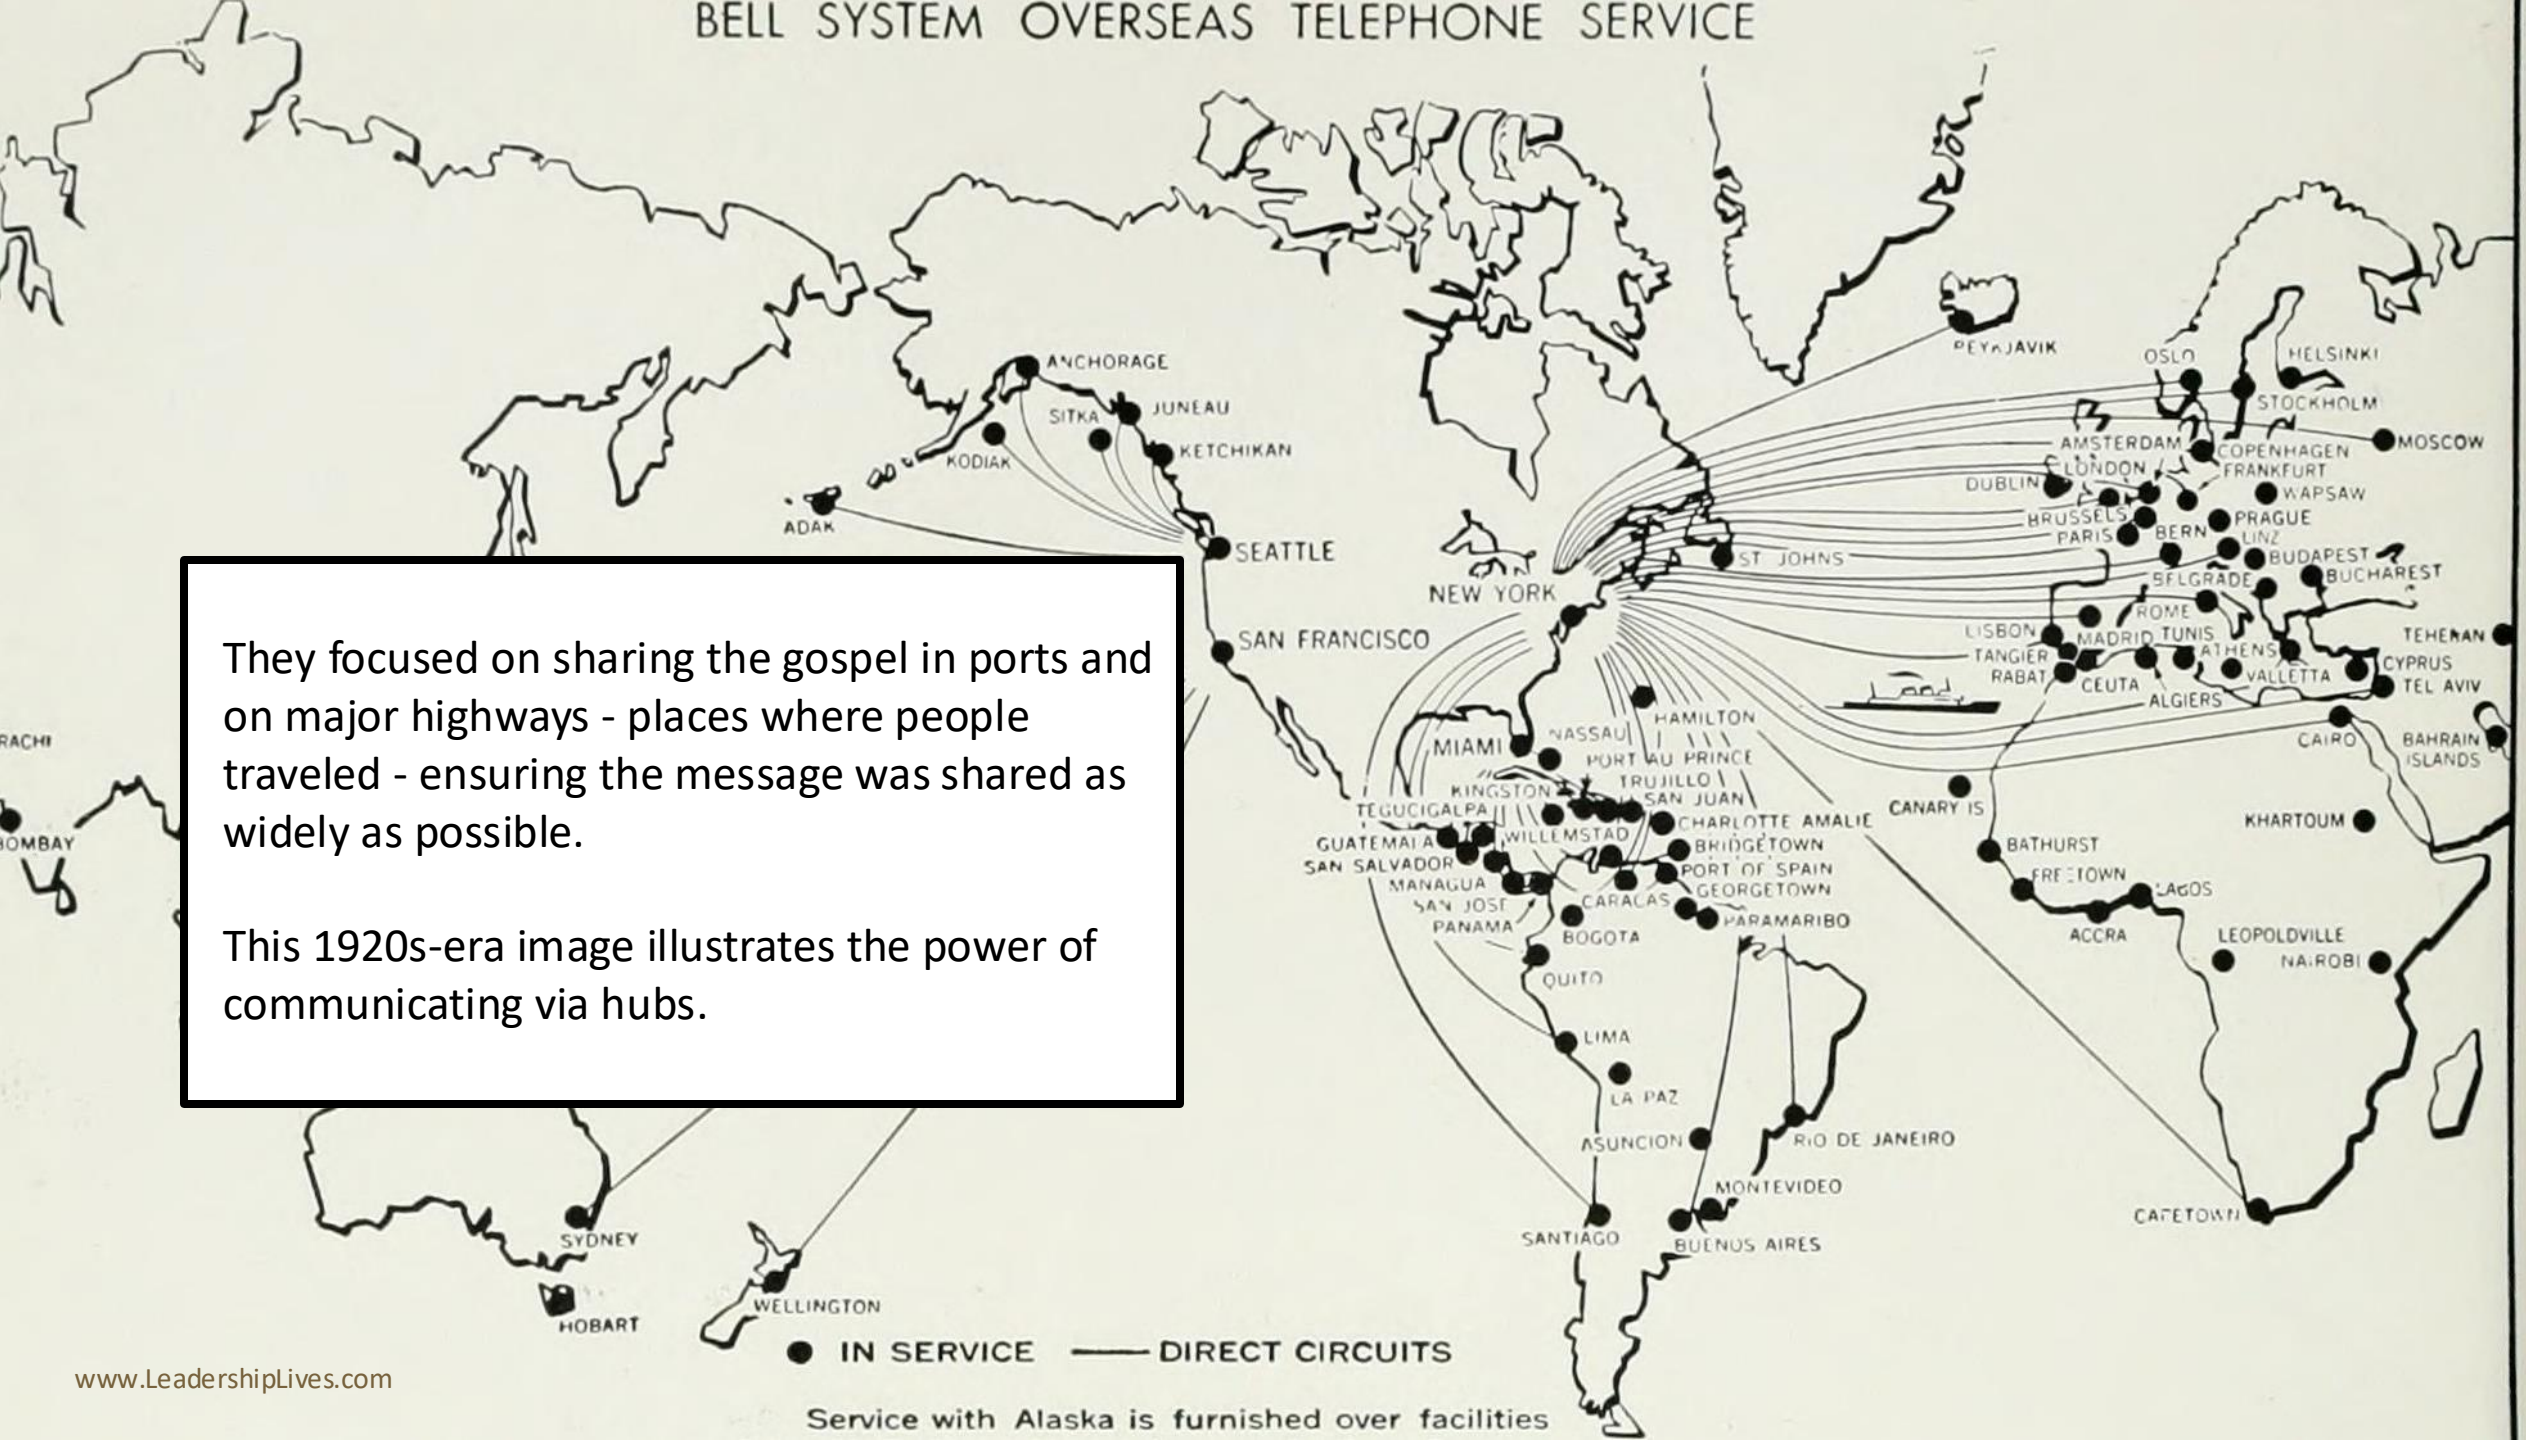 BELL SYSTEM OVERSEAS TELEPHONE SERVICE
ANCHORAGE
SITKA
JUNEAU
KODIAK
KETCHIKAN
ADAK
SEATTLE
SAN FRANCISCO
NEW YORK
ST JOHNS
OSLO
HELSINKI
STOCKHOLM
AMSTERDAM
COPENHAGEN
MOSCOW
LONDON
FRANKFURT
DUBLIN
WAPSAW
BRUSSELS
PRAGUE
PARIS
BERN
LINZ
BUDAPEST
BELGRADE
BUCHAREST
ROME
LISBON
MADRID
TUNIS
TEHERAN
TANGIER
ATHENS
CYPRUS
RABAT
CEUTA
VALLETTA
TEL AVIV
ALGIERS
CAIRO
BAHRAIN
ISLANDS
They focused on sharing the gospel in ports and
on major highways - places where people
traveled - ensuring the message was shared as
widely as possible.
This 1920s-era image illustrates the power of
communicating via hubs.
RACHI
OMBAY
HAMILTON
MIAMI
NASSAU
PORT AU PRINCE
TRUJILLO
KINGSTON
SAN JUAN
TEGUCIGALPA
CHARLOTTE AMALIE
CANARY IS
GUATEMALA
WILLEMSTAD
BRIDGETOWN
SAN SALVADOR
PORT OF SPAIN
MANAGUA
GEORGETOWN
SAN JOSE
CARACAS
PANAMA
PARAMARIBO
BOGOTA
QUITO
KHARTOUM
BATHURST
FREETOWN
LAGOS
ACCRA
LEOPOLDVILLE
NAIROBI
LIMA
LA PAZ
ASUNCION
RIO DE JANEIRO
MONTEVIDEO
SANTIAGO
BUENOS AIRES
CAPETOWN
SYDNEY
WELLINGTON
HOBART
IN SERVICE
DIRECT CIRCUITS
www.LeadershipLives.com
Service with Alaska is furnished over facilities